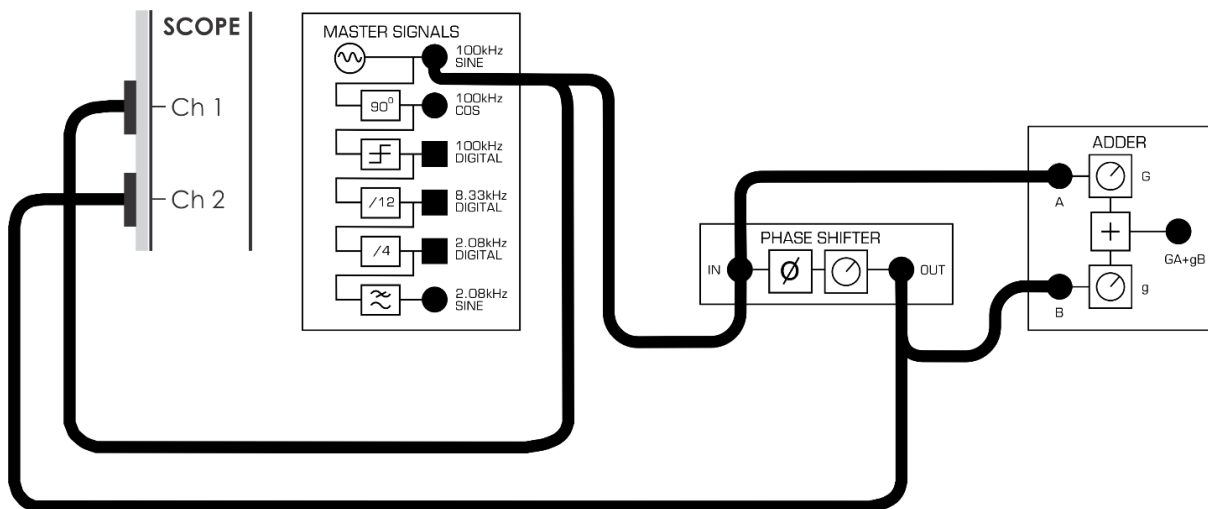 SCOPE
Ch 1
Ch 2
MASTER SIGNALS
100kHz
SINE
90⁰
100kHz
COS
100kHz
DIGITAL
/12
8.33kHz
DIGITAL
/4
2.08kHz
DIGITAL
2.08kHz
SINE
PHASE SHIFTER
IN
Ø
OUT
ADDER
A
G
+
GA+gB
B
g